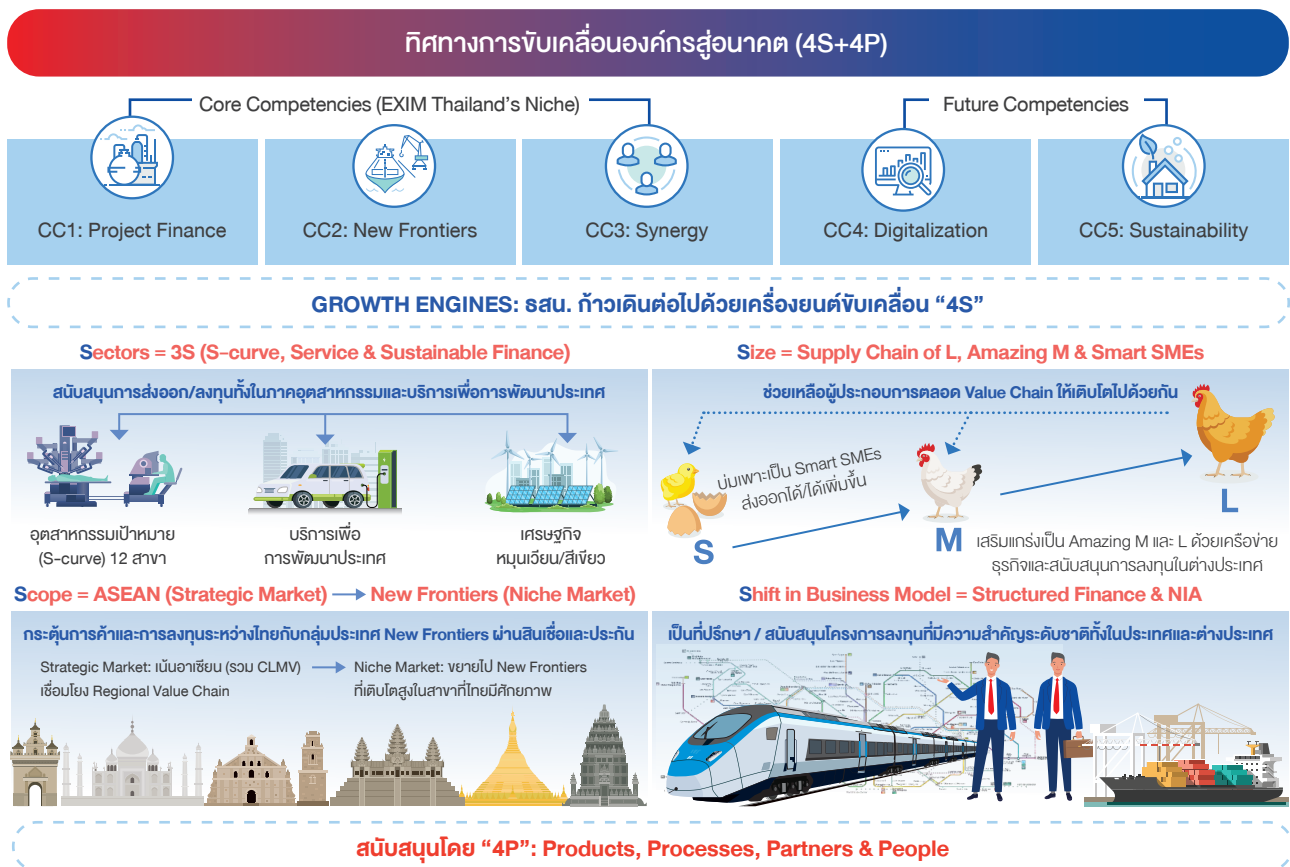 ทิศทางการขับเคลื่อนองค์กรสู่อนาคต (4S+4P)
Core Competencies (EXIM Thailand's Niche)
Future Competencies
CC1: Project Finance
CC2: New Frontiers
CC3: Synergy
CC4: Digitalization
CC5: Sustainability
GROWTH ENGINES: ธสน. ก้าวเดินต่อไปด้วยเครื่องยนต์ขับเคลื่อน “4S”
Sectors = 3S (S-curve, Service & Sustainable Finance)
สนับสนุนการส่งออก/ลงทุนทั้งในภาคอุตสาหกรรมและบริการเพื่อการพัฒนาประเทศ
อุตสาหกรรมเป้าหมาย
(S-curve) 12 สาขา
บริการเพื่อ
การพัฒนาประเทศ
เศรษฐกิจ
หมุนเวียน/สีเขียว
Size = Supply Chain of L, Amazing M & Smart SMEs
ช่วยเหลือผู้ประกอบการตลอด Value Chain ให้เติบโตไปด้วยกัน
บ่มเพาะเป็น Smart SMEs
ส่งออกได้/ได้เพิ่มขึ้น
S
M
L
เสริมแกร่งเป็น Amazing M และ L ด้วยเครือข่าย
ธุรกิจและสนับสนุนการลงทุนในต่างประเทศ
Scope = ASEAN (Strategic Market) → New Frontiers (Niche Market)
กระตุ้นการค้าและการลงทุนระหว่างไทยกับกลุ่มประเทศ New Frontiers ผ่านสินเชื่อและประกัน
Strategic Market: เน้นอาเซียน (รวม CLMV)
เชื่อมโยง Regional Value Chain
Niche Market: ขยายไป New Frontiers
ที่เติบโตสูงในสาขาที่ไทยมีศักยภาพ
Shift in Business Model = Structured Finance & NIA
เป็นที่ปรึกษา / สนับสนุนโครงการลงทุนที่มีความสำคัญระดับชาติทั้งในประเทศและต่างประเทศ
สนับสนุนโดย “4P”: Products, Processes, Partners & People